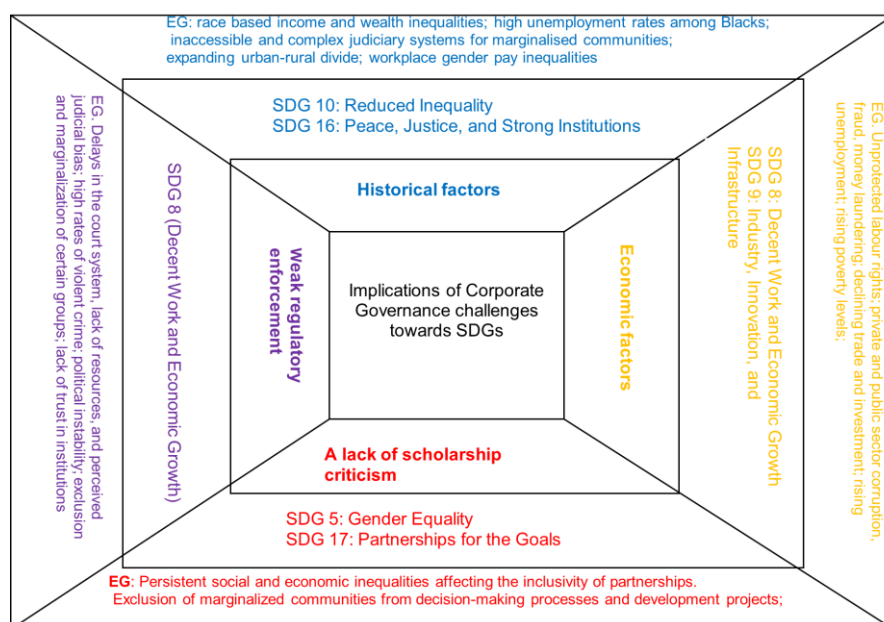 EG: race based income and wealth inequalities; high unemployment rates among Blacks;
inaccessible and complex judiciary systems for marginalised communities;
expanding urban-rural divide; workplace gender pay inequalities
SDG 10: Reduced Inequality
SDG 16: Peace, Justice, and Strong Institutions
Historical factors
EG. Delays in the court system, lack of resources, and perceived
judicial bias; high rates of violent crime; political instability; exclusion
and marginalization of certain groups; lack of trust in institutions
SDG 8 (Decent Work and Economic Growth)
Weak regulatory
enforcement
Implications of Corporate
Governance challenges
towards SDGs
Economic factors
SDG 8: Decent Work and Economic Growth
SDG 9: Industry, Innovation, and
Infrastructure
EG. Unprotected labour rights; private and public sector corruption,
fraud, money laundering; declining trade and investment; rising
unemployment; rising poverty levels;
A lack of scholarship
criticism
SDG 5: Gender Equality
SDG 17: Partnerships for the Goals
EG: Persistent social and economic inequalities affecting the inclusivity of partnerships.
Exclusion of marginalized communities from decision-making processes and development projects;